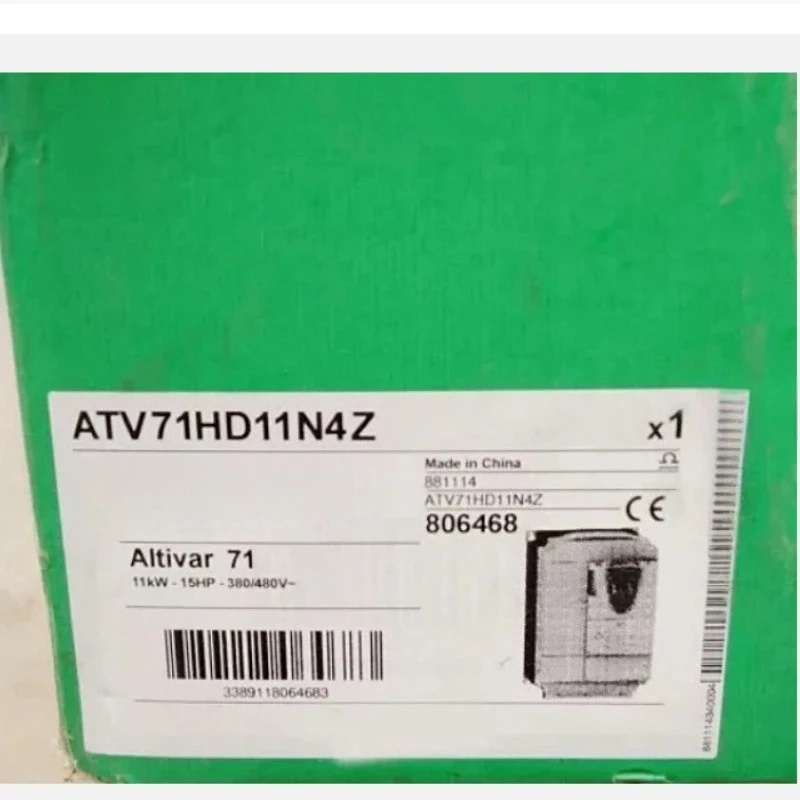 ATV71HD11N4Z
x1
Made in China
881114
ATV71HD11N4Z
806468
CE
Altivar 71
11kW - 15HP - 380/480V~
3389118064683